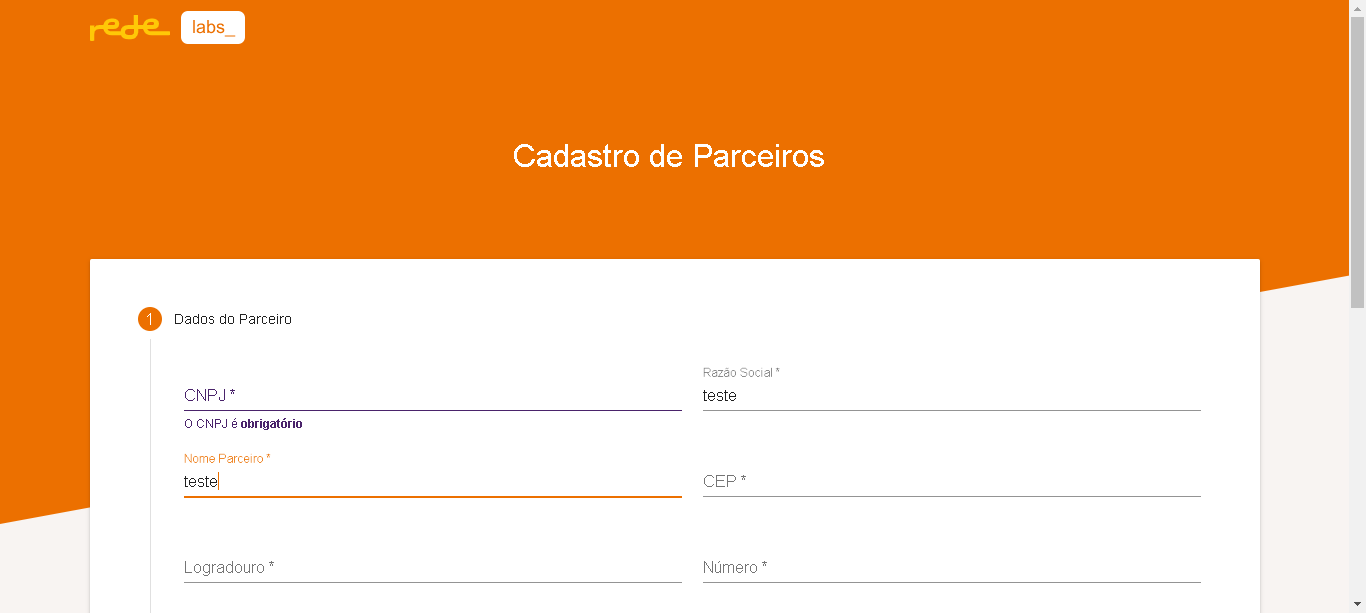 rede labs_
Cadastro de Parceiros
1 Dados do Parceiro
CNPJ *
O CNPJ é obrigatório
Razão Social *
teste
Nome Parceiro *
teste
CEP *
Logradouro *
Número *